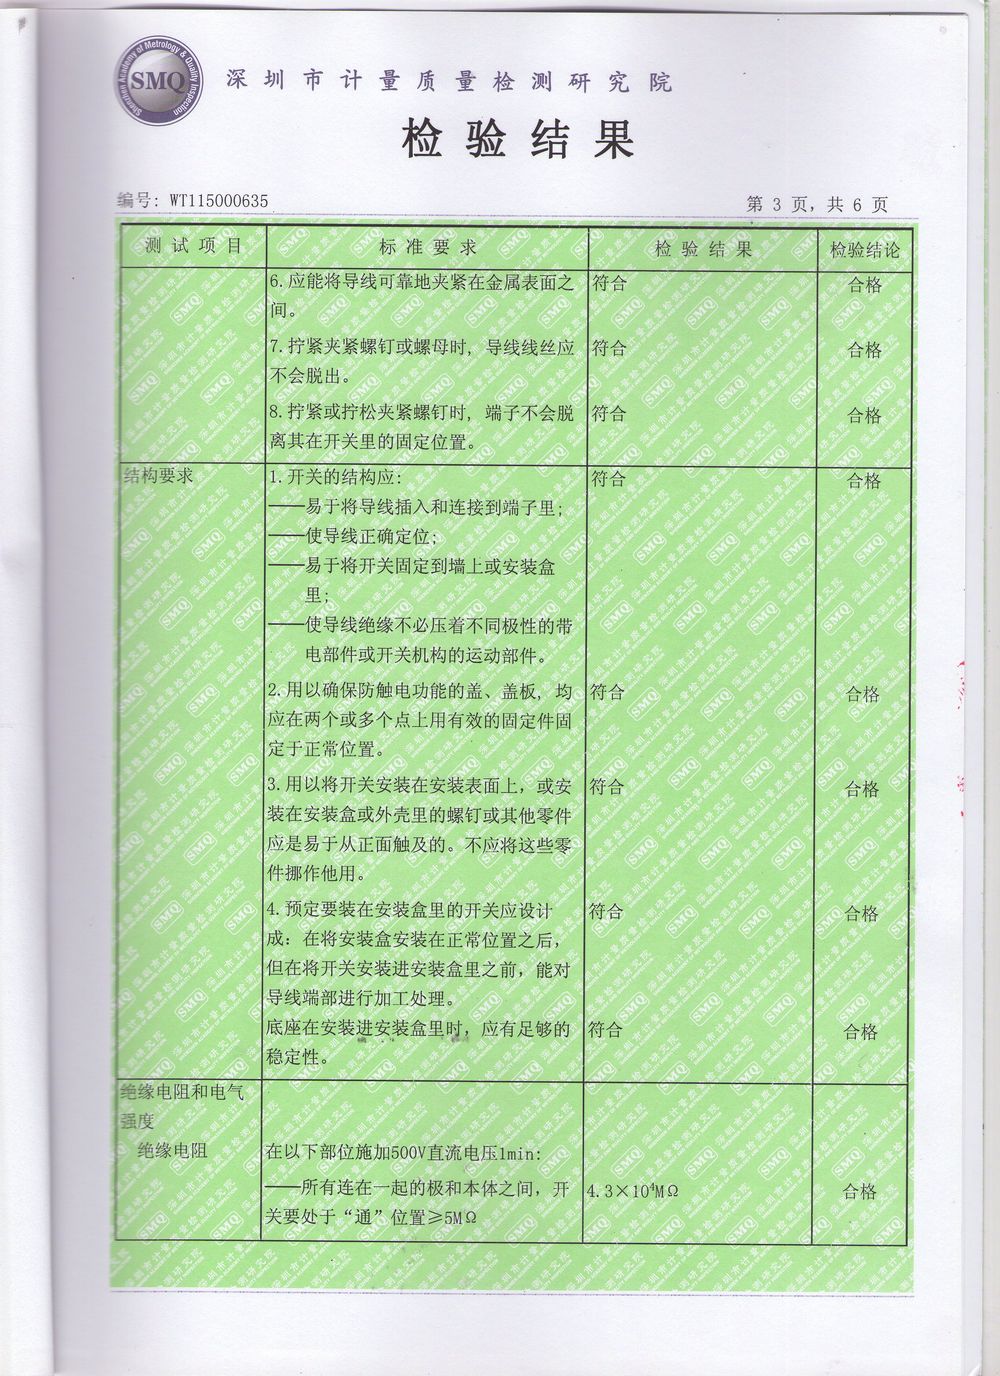 Shenzhen Academy of Metrology & Quality Inspection
SMQ
深圳市计量质量检测研究院
检验结果
编号: WT115000635
第 3 页, 共 6 页
测试项目 标准要求 检验结果 检验结论
6.应能将导线可靠地夹紧在金属表面之 符合 合格
间。
7.拧紧夹紧螺钉或螺母时, 导线线丝应 符合 合格
不会脱出。
8.拧紧或拧松夹紧螺钉时, 端子不会脱 符合 合格
离其在开关里的固定位置。
结构要求 1.开关的结构应: 符合 合格
——易于将导线插入和连接到端子里;
——使导线正确定位;
——易于将开关固定到墙上或安装盒
里;
——使导线绝缘不必压着不同极性的带
电部件或开关机构的运动部件。
2.用以确保防触电功能的盖、盖板, 均 符合 合格
应在两个或多个点上用有效的固定件固
定于正常位置。
3.用以将开关安装在安装表面上, 或安 符合 合格
装在安装盒或外壳里的螺钉或其他零件
应是易于从正面触及的。不应将这些零
件挪作他用。
4.预定要装在安装盒里的开关应设计 符合 合格
成: 在将安装盒安装在正常位置之后,
但在将开关安装进安装盒里之前, 能对
导线端部进行加工处理。
底座在安装进安装盒里时, 应有足够的 符合 合格
稳定性。
绝缘电阻和电气
强度
绝缘电阻 在以下部位施加500V直流电压1min:
——所有连在一起的极和本体之间, 开 4.3×10⁴MΩ 合格
关要处于“通”位置≥5MΩ